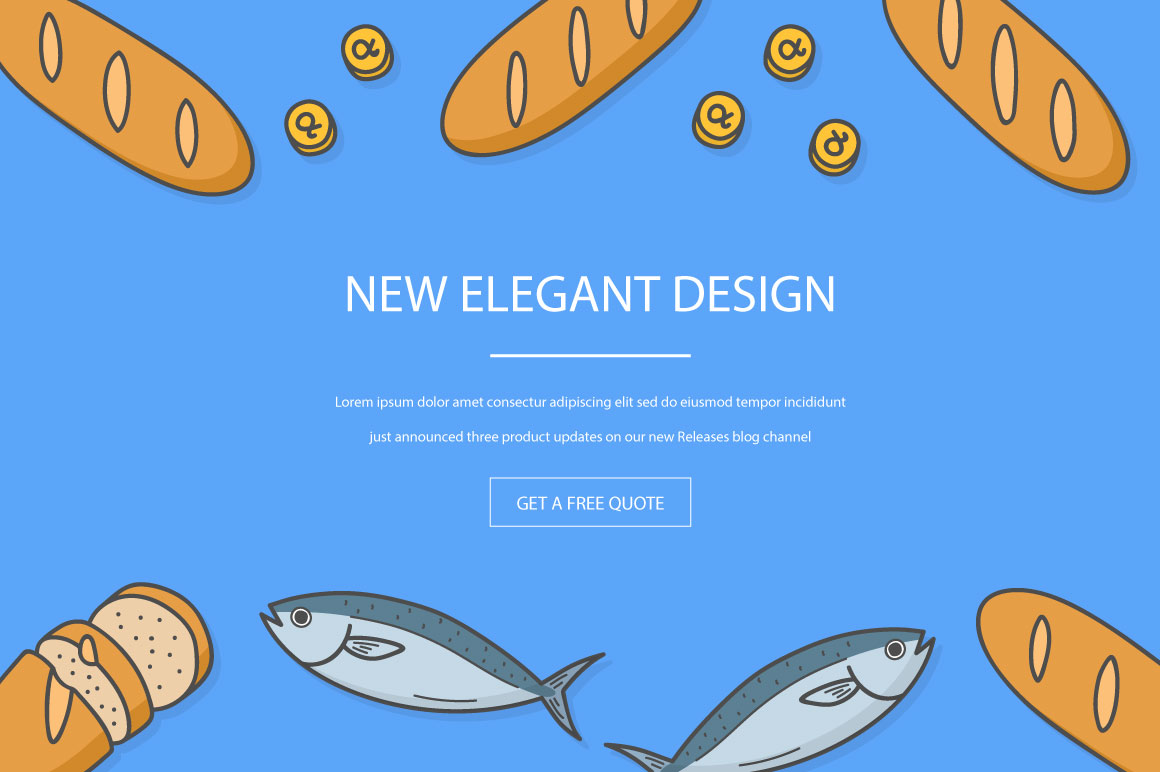 α
α
α
α
α
NEW ELEGANT DESIGN
Lorem ipsum dolor amet consectur adipiscing elit sed do eiusmod tempor incididunt
just announced three product updates on our new Releases blog channel
GET A FREE QUOTE